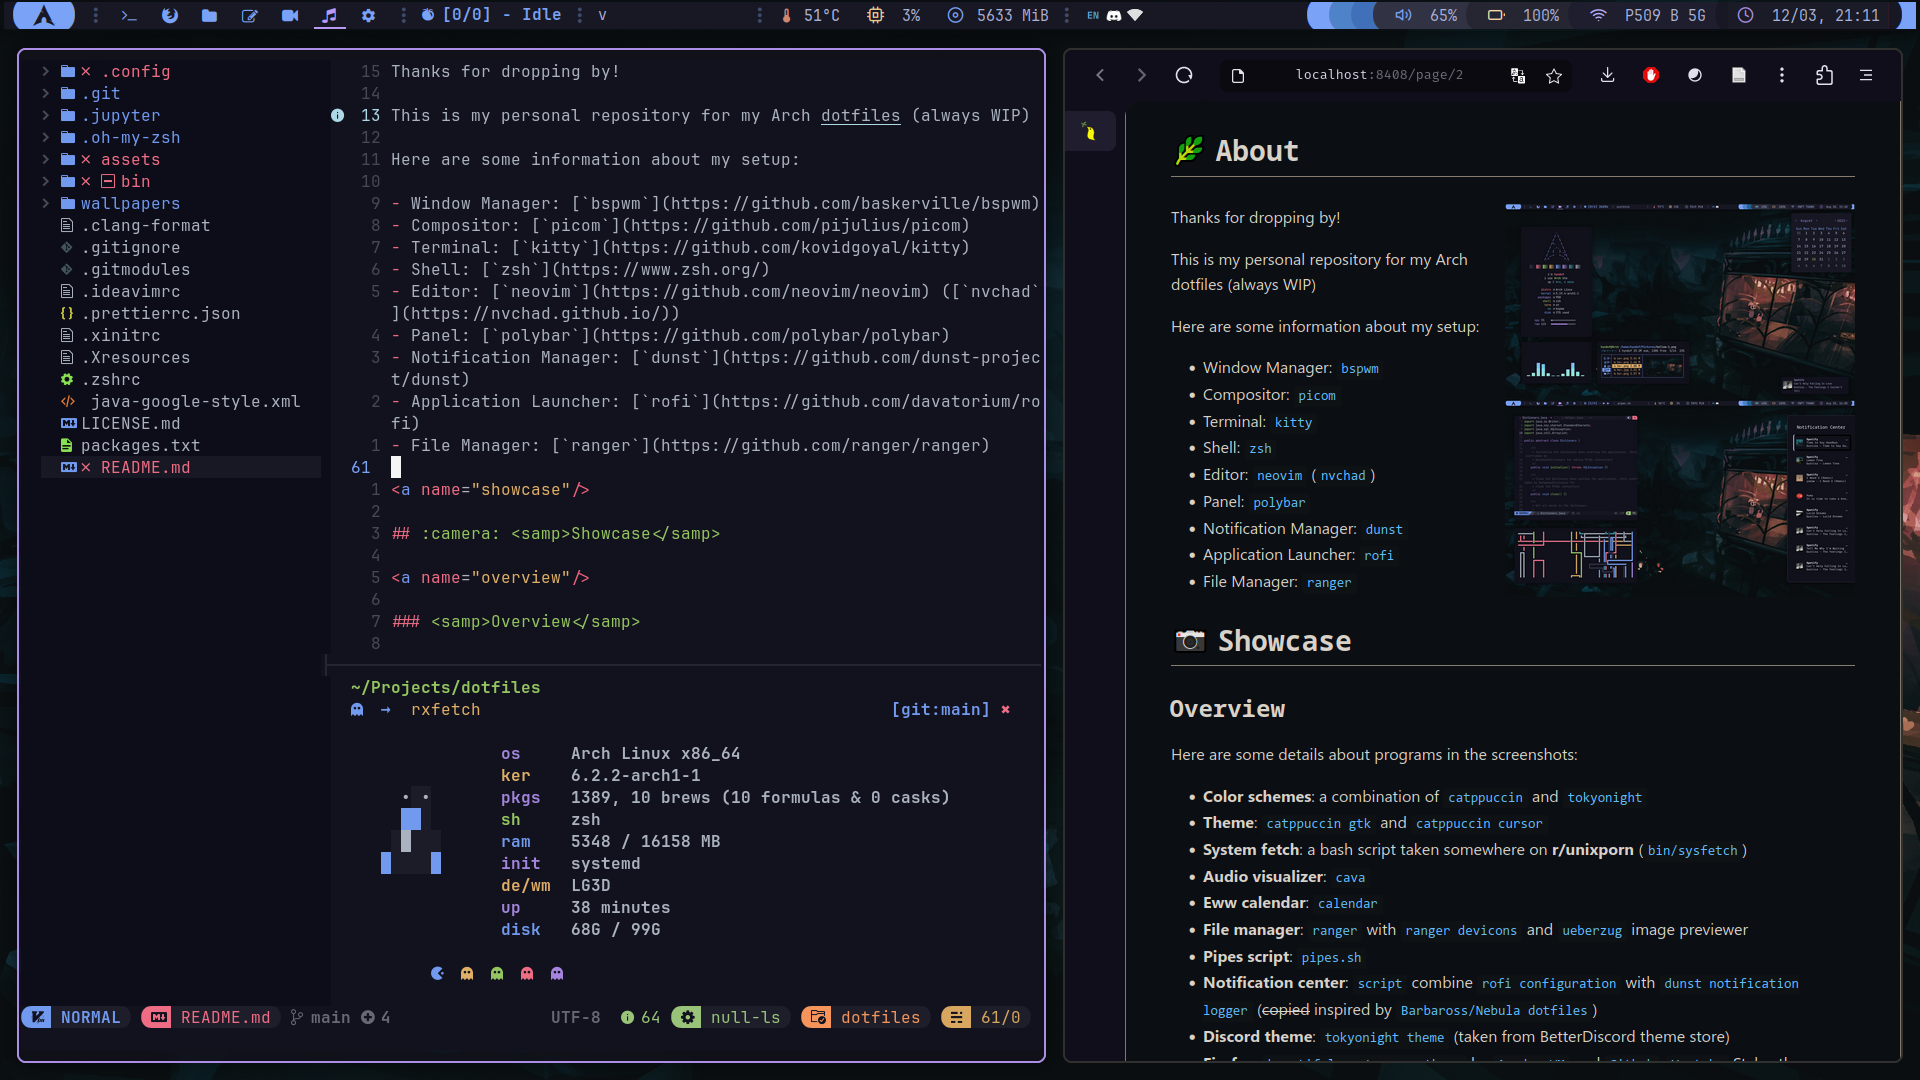 [0/0] - Idle
v
51°C
3%
5633 MiB
EN
65%
100%
P509 B 5G
12/03, 21:11
× .config
.git
.jupyter
.oh-my-zsh
× assets
× bin
wallpapers
.clang-format
.gitignore
.gitmodules
.ideavimrc
{} .prettierrc.json
.xinitrc
.Xresources
.zshrc
</> java-google-style.xml
LICENSE.md
packages.txt
× README.md
15 Thanks for dropping by!
14
13 This is my personal repository for my Arch dotfiles (always WIP)
12
11 Here are some information about my setup:
10
9 - Window Manager: [`bspwm`](https://github.com/baskerville/bspwm)
8 - Compositor: [`picom`](https://github.com/pijulius/picom)
7 - Terminal: [`kitty`](https://github.com/kovidgoyal/kitty)
6 - Shell: [`zsh`](https://www.zsh.org/)
5 - Editor: [`neovim`](https://github.com/neovim/neovim) ([`nvchad`
](https://nvchad.github.io/))
4 - Panel: [`polybar`](https://github.com/polybar/polybar)
3 - Notification Manager: [`dunst`](https://github.com/dunst-projec
t/dunst)
2 - Application Launcher: [`rofi`](https://github.com/davatorium/ro
fi)
1 - File Manager: [`ranger`](https://github.com/ranger/ranger)
61
1 <a name="showcase"/>
2
3 ## :camera: <samp>Showcase</samp>
4
5 <a name="overview"/>
6
7 ### <samp>Overview</samp>
8
~/Projects/dotfiles
→ rxfetch [git:main] ✖
os Arch Linux x86_64
ker 6.2.2-arch1-1
pkgs 1389, 10 brews (10 formulas & 0 casks)
sh zsh
ram 5348 / 16158 MB
init systemd
de/wm LG3D
up 38 minutes
disk 68G / 99G
NORMAL README.md main 4 UTF-8 64 null-ls dotfiles 61/0
localhost:8408/page/2
About
Thanks for dropping by!
This is my personal repository for my Arch
dotfiles (always WIP)
Here are some information about my setup:
• Window Manager: bspwm
• Compositor: picom
• Terminal: kitty
• Shell: zsh
• Editor: neovim ( nvchad )
• Panel: polybar
• Notification Manager: dunst
• Application Launcher: rofi
• File Manager: ranger
Notification Center
Showcase
Overview
Here are some details about programs in the screenshots:
• Color schemes: a combination of catppuccin and tokyonight
• Theme: catppuccin gtk and catppuccin cursor
• System fetch: a bash script taken somewhere on r/unixporn ( bin/sysfetch )
• Audio visualizer: cava
• Eww calendar: calendar
• File manager: ranger with ranger devicons and ueberzug image previewer
• Pipes script: pipes.sh
• Notification center: script combine rofi configuration with dunst notification
logger (copied inspired by Barbaross/Nebula dotfiles )
• Discord theme: tokyonight theme (taken from BetterDiscord theme store)